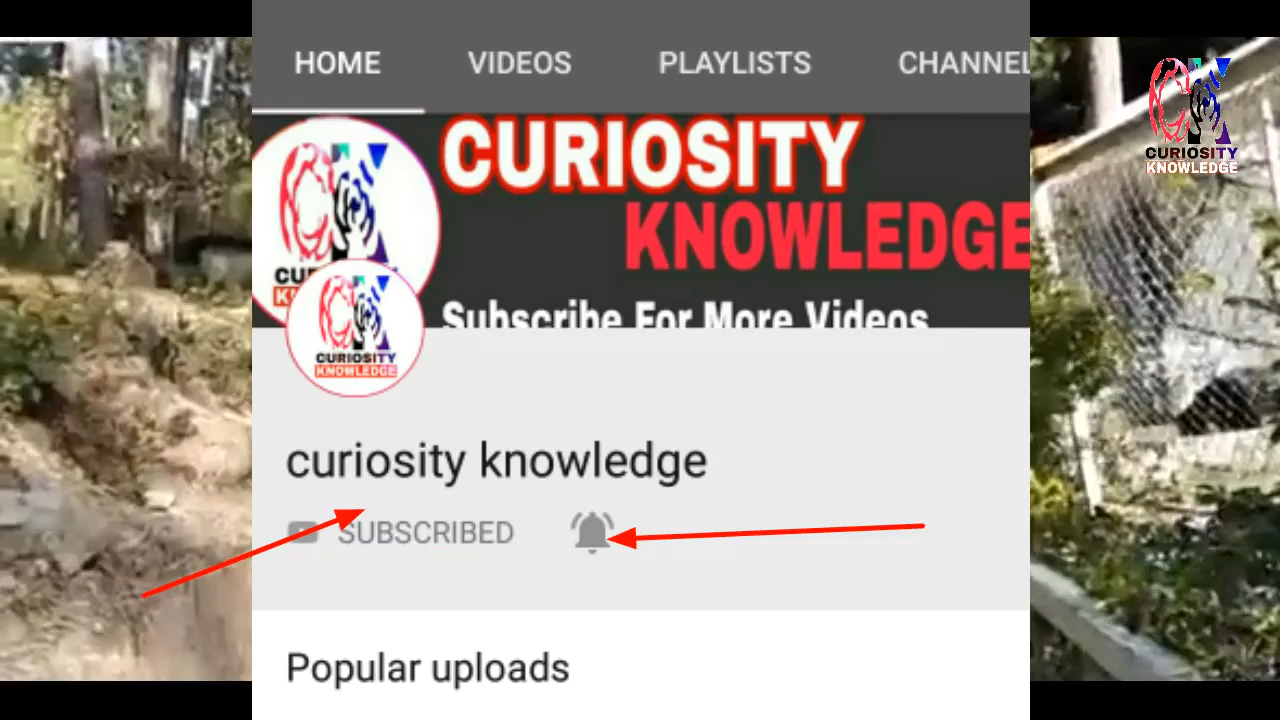 HOME VIDEOS PLAYLISTS CHANNEL
CURIOSITY
KNOWLEDGE
Subscribe For More Videos
CURIOSITY
KNOWLEDGE
CURIOSITY
KNOWLEDGE
curiosity knowledge
SUBSCRIBED
Popular uploads